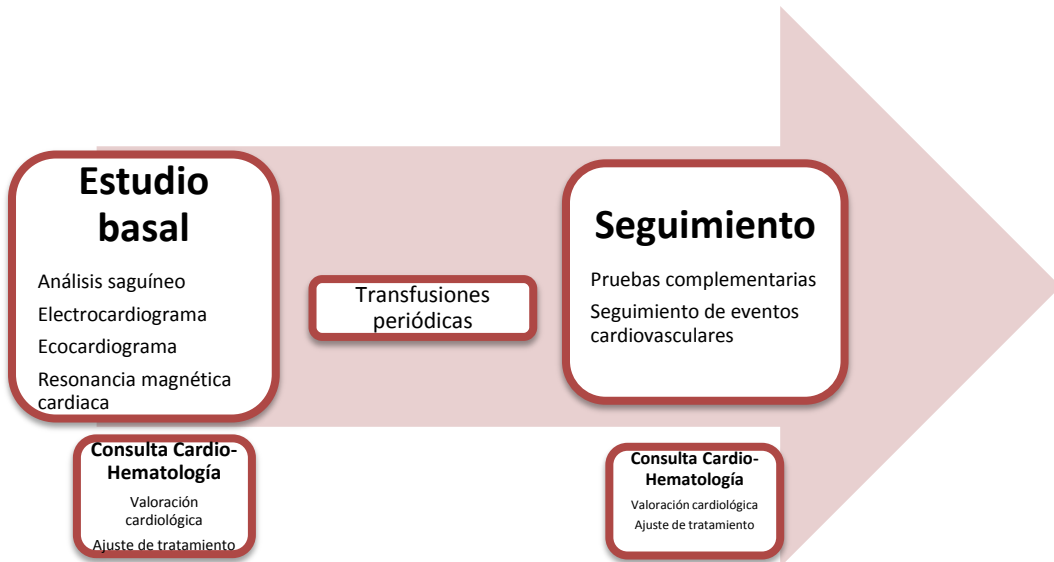 Estudio
basal
Análisis saguíneo
Electrocardiograma
Ecocardiograma
Resonancia magnética
cardiaca
Consulta Cardio-
Hematología
Valoración
cardiológica
Ajuste de tratamiento
Transfusiones
periódicas
Seguimiento
Pruebas complementarias
Seguimiento de eventos
cardiovasculares
Consulta Cardio-
Hematología
Valoración cardiológica
Ajuste de tratamiento